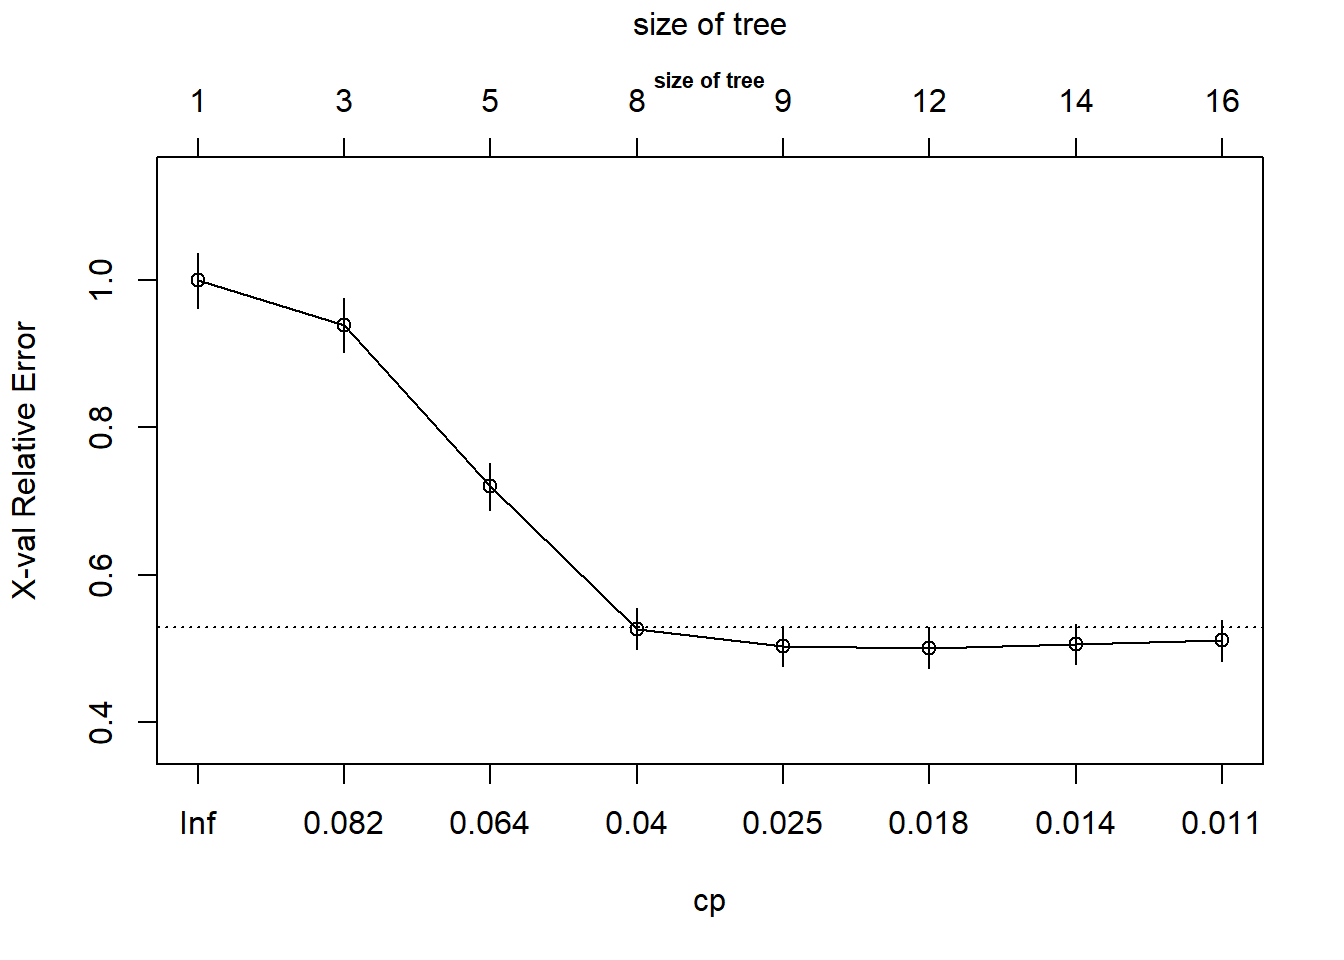 size of tree
size of tree
1 3 5 8 9 12 14 16
X-val Relative Error
1.0
0.8
0.6
0.4
Inf 0.082 0.064 0.04 0.025 0.018 0.014 0.011
cp